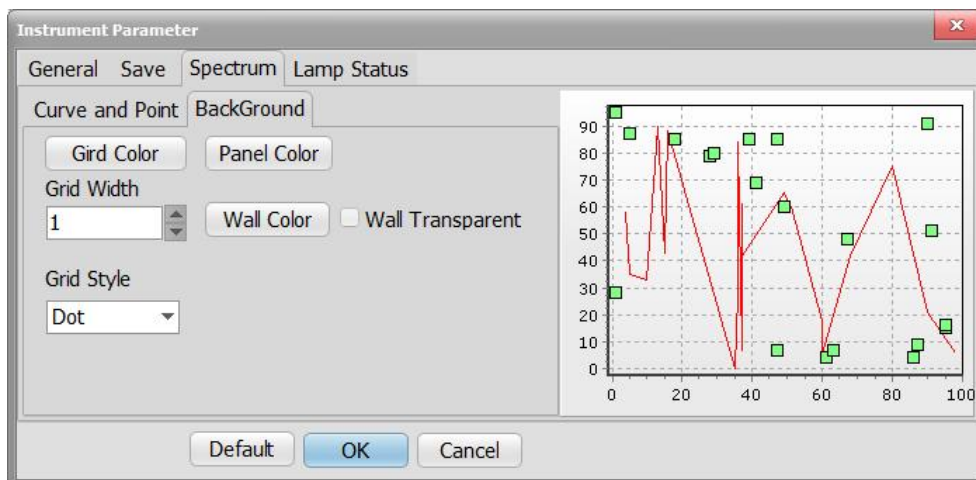 Instrument Parameter
General Save Spectrum Lamp Status
Curve and Point BackGround
Gird Color Panel Color
Grid Width
1 Wall Color Wall Transparent
Grid Style
Dot
90
80
70
60
50
40
30
20
10
0
0 20 40 60 80 100
Default OK Cancel